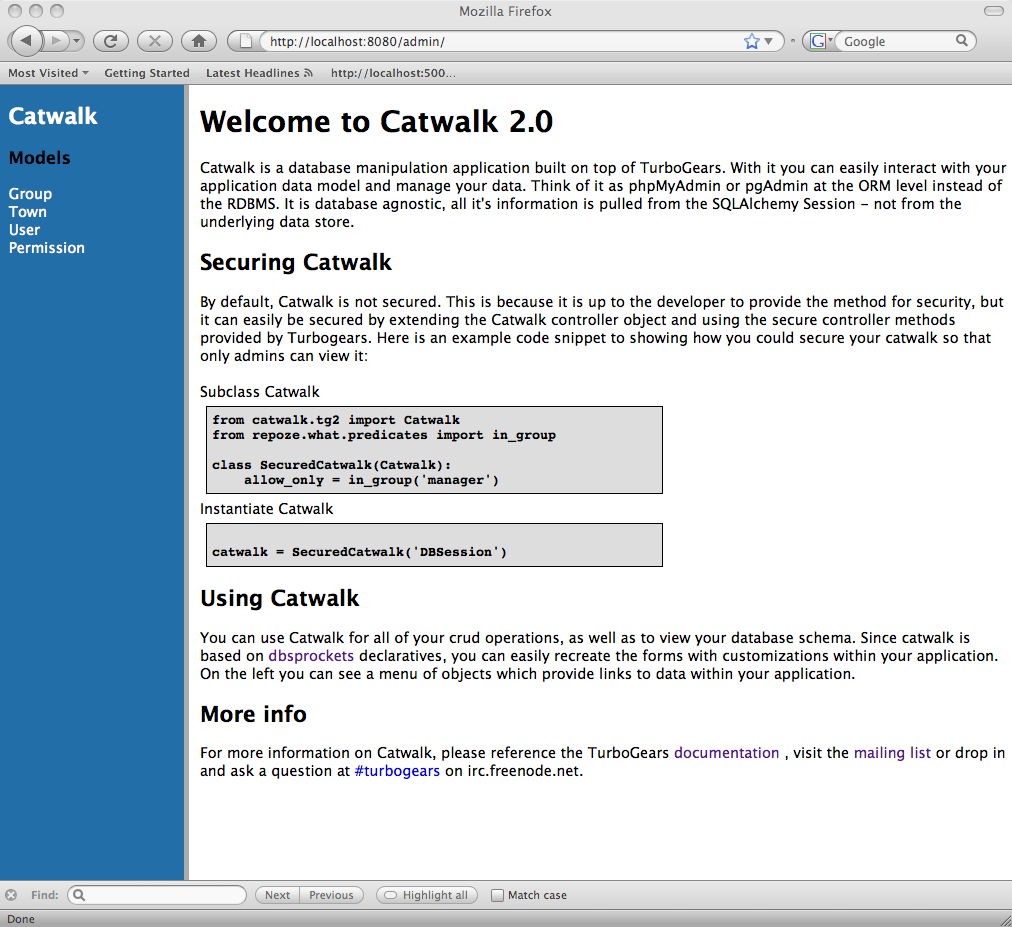 Mozilla Firefox
http://localhost:8080/admin/
G
Google
Most Visited
Getting Started
Latest Headlines
http://localhost:500...
Catwalk
Models
Group
Town
User
Permission
Welcome to Catwalk 2.0
Catwalk is a database manipulation application built on top of TurboGears. With it you can easily interact with your
application data model and manage your data. Think of it as phpMyAdmin or pgAdmin at the ORM level instead of
the RDBMS. It is database agnostic, all it's information is pulled from the SQLAlchemy Session - not from the
underlying data store.
Securing Catwalk
By default, Catwalk is not secured. This is because it is up to the developer to provide the method for security, but
it can easily be secured by extending the Catwalk controller object and using the secure controller methods
provided by Turbogears. Here is an example code snippet to showing how you could secure your catwalk so that
only admins can view it:
Subclass Catwalk
from catwalk.tg2 import Catwalk
from repoze.what.predicates import in_group
class SecuredCatwalk(Catwalk):
    allow_only = in_group('manager')
Instantiate Catwalk
catwalk = SecuredCatwalk('DBSession')
Using Catwalk
You can use Catwalk for all of your crud operations, as well as to view your database schema. Since catwalk is
based on dbsprockets declaratives, you can easily recreate the forms with customizations within your application.
On the left you can see a menu of objects which provide links to data within your application.
More info
For more information on Catwalk, please reference the TurboGears documentation , visit the mailing list or drop in
and ask a question at #turbogears on irc.freenode.net.
Find:
Next
Previous
Highlight all
Match case
Done